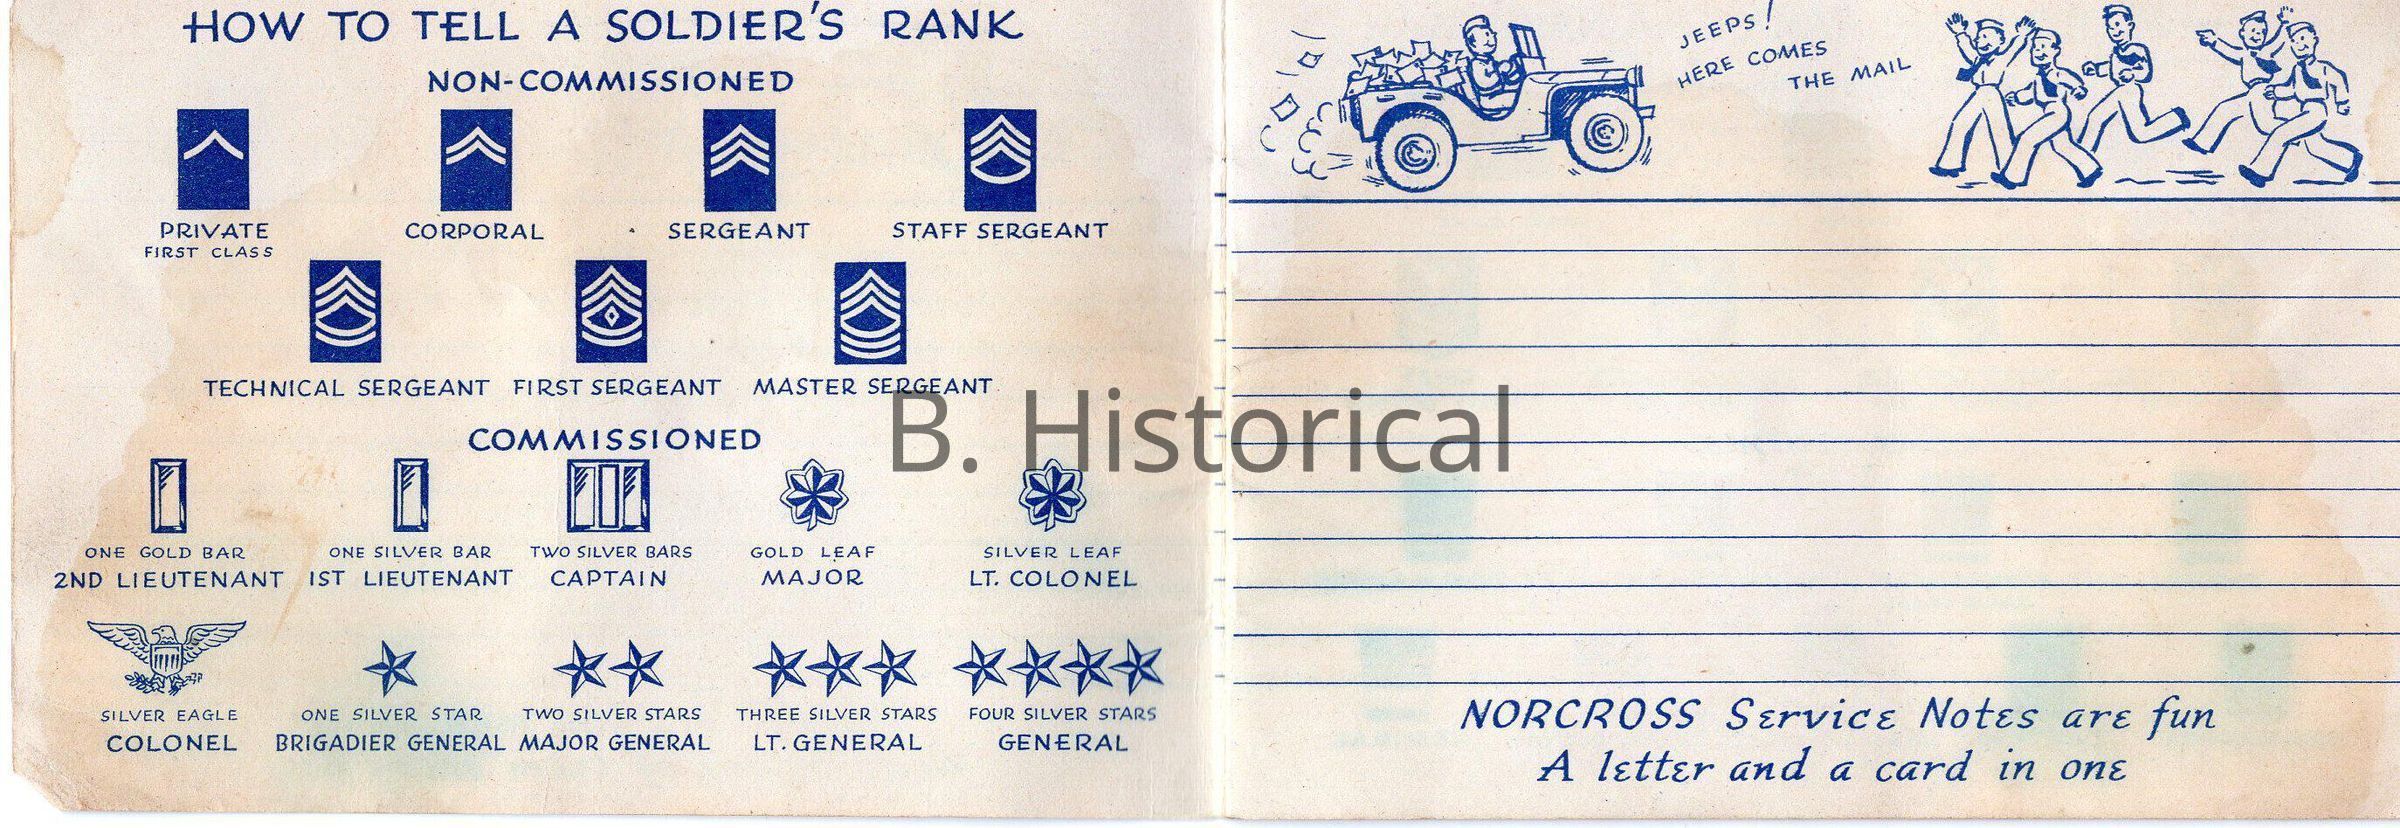 HOW TO TELL A SOLDIER'S RANK
NON-COMMISSIONED
PRIVATE
FIRST CLASS
CORPORAL
SERGEANT
STAFF SERGEANT
TECHNICAL SERGEANT
FIRST SERGEANT
MASTER SERGEANT
COMMISSIONED
ONE GOLD BAR
2ND LIEUTENANT
ONE SILVER BAR
1ST LIEUTENANT
TWO SILVER BARS
CAPTAIN
GOLD LEAF
MAJOR
SILVER LEAF
LT. COLONEL
SILVER EAGLE
COLONEL
ONE SILVER STAR
BRIGADIER GENERAL
TWO SILVER STARS
MAJOR GENERAL
THREE SILVER STARS
LT. GENERAL
FOUR SILVER STARS
GENERAL
JEEPS!
HERE COMES
THE MAIL
NORCROSS Service Notes are fun
A letter and a card in one
B. Historical